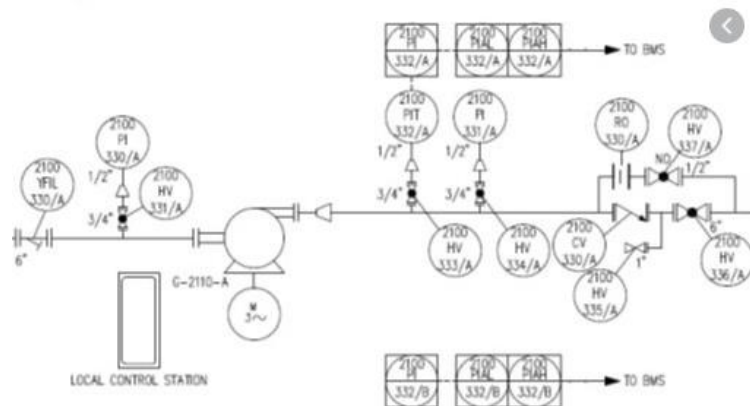 2100
PI
332/A
2100
PIAL
332/A
2100
PIAH
332/A
TO BMS
2100
PI
330/A
2100
PIT
332/A
2100
PI
331/A
2100
RO
330/A
2100
HV
337/A
NO
1/2"
2100
YFIL
330/A
1/2"
2100
HV
331/A
3/4"
1/2"
3/4"
1/2"
3/4"
6"
2100
HV
333/A
2100
HV
334/A
2100
CV
330/A
2100
HV
335/A
1"
6"
2100
HV
336/A
G-2110-A
M
3~
LOCAL CONTROL STATION
2100
PI
332/B
2100
PIAL
332/B
2100
PIAH
332/B
TO BMS